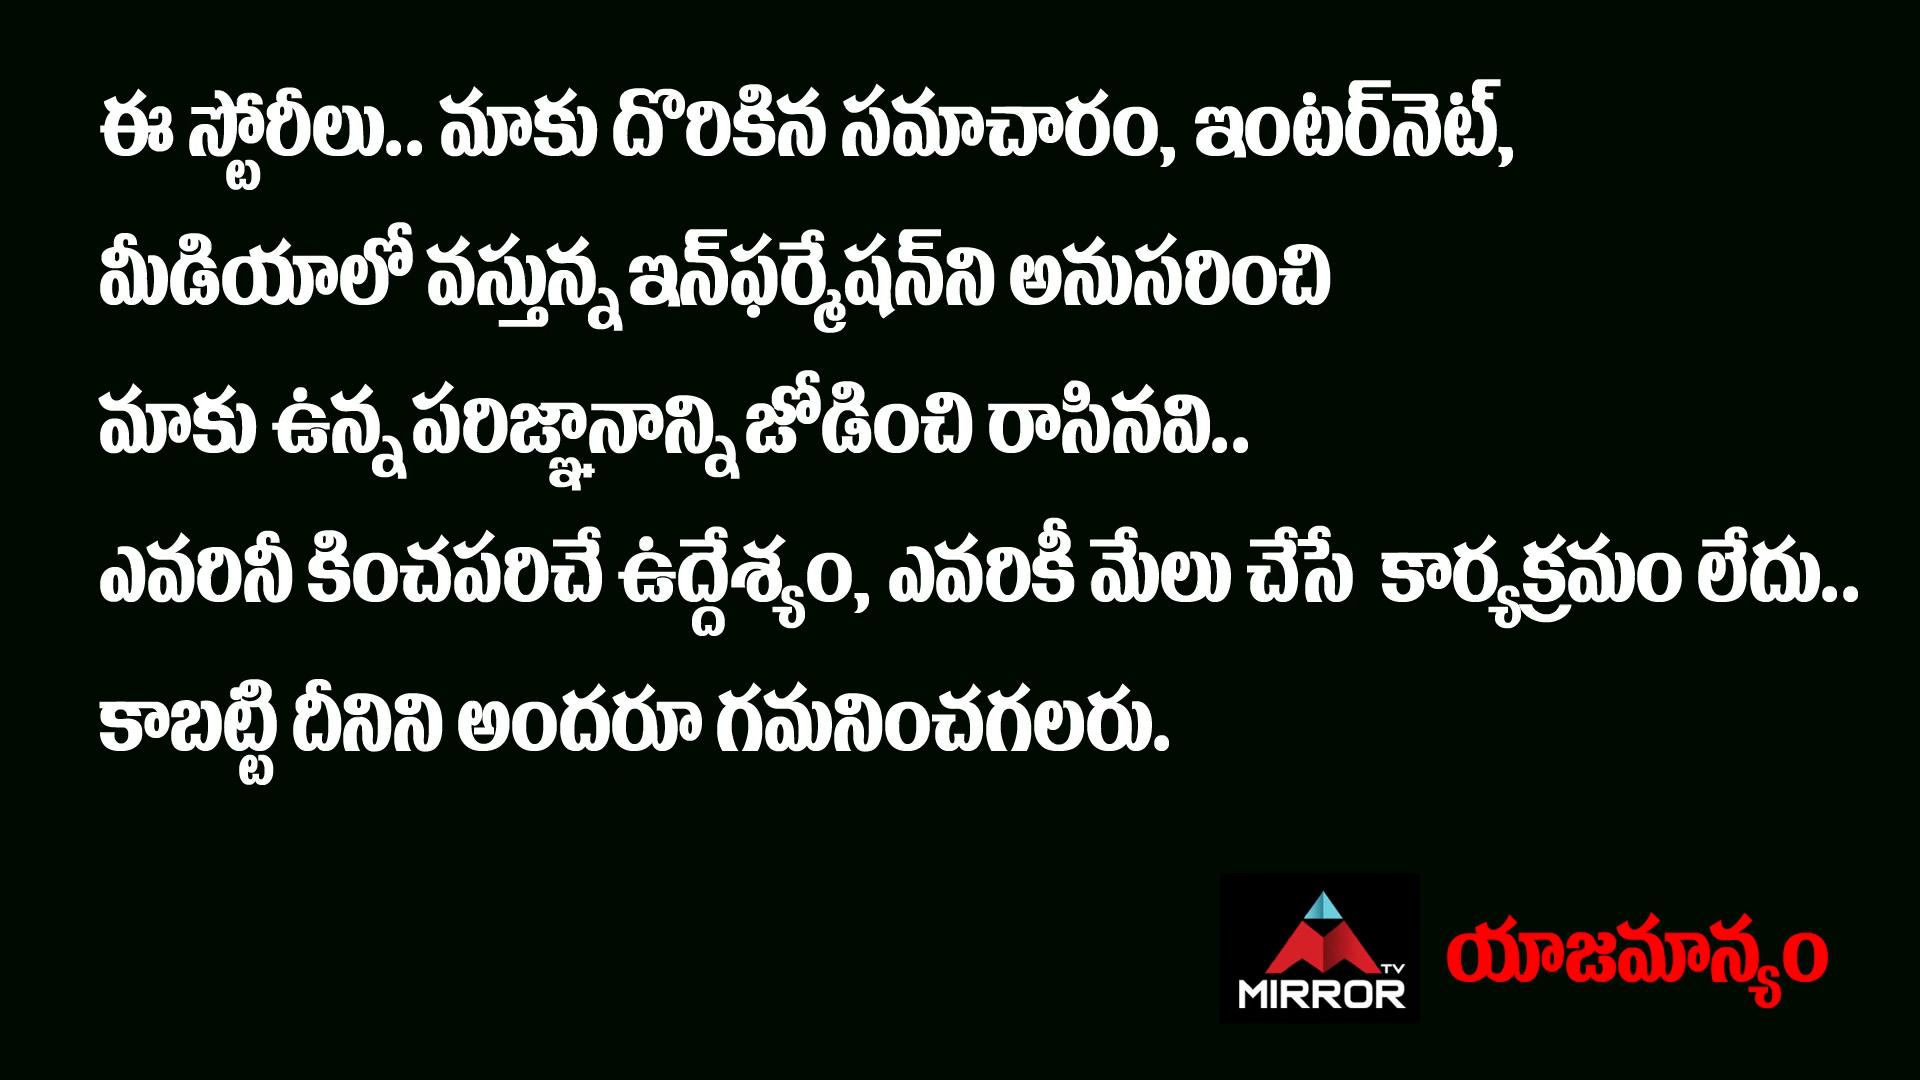 ఈ స్టోరీలు.. మాకు దొరికిన సమాచారం, ఇంటర్‌నెట్,
మీడియాలో వస్తున్న ఇన్‌ఫర్మేషన్‌ని అనుసరించి
మాకు ఉన్న పరిజ్ఞానాన్ని జోడించి రాసినవి..
ఎవరినీ కించపరిచే ఉద్దేశ్యం, ఎవరికీ మేలు చేసే కార్యక్రమం లేదు..
కాబట్టి దీనిని అందరూ గమనించగలరు.
TV
MIRROR
యాజమాన్యం